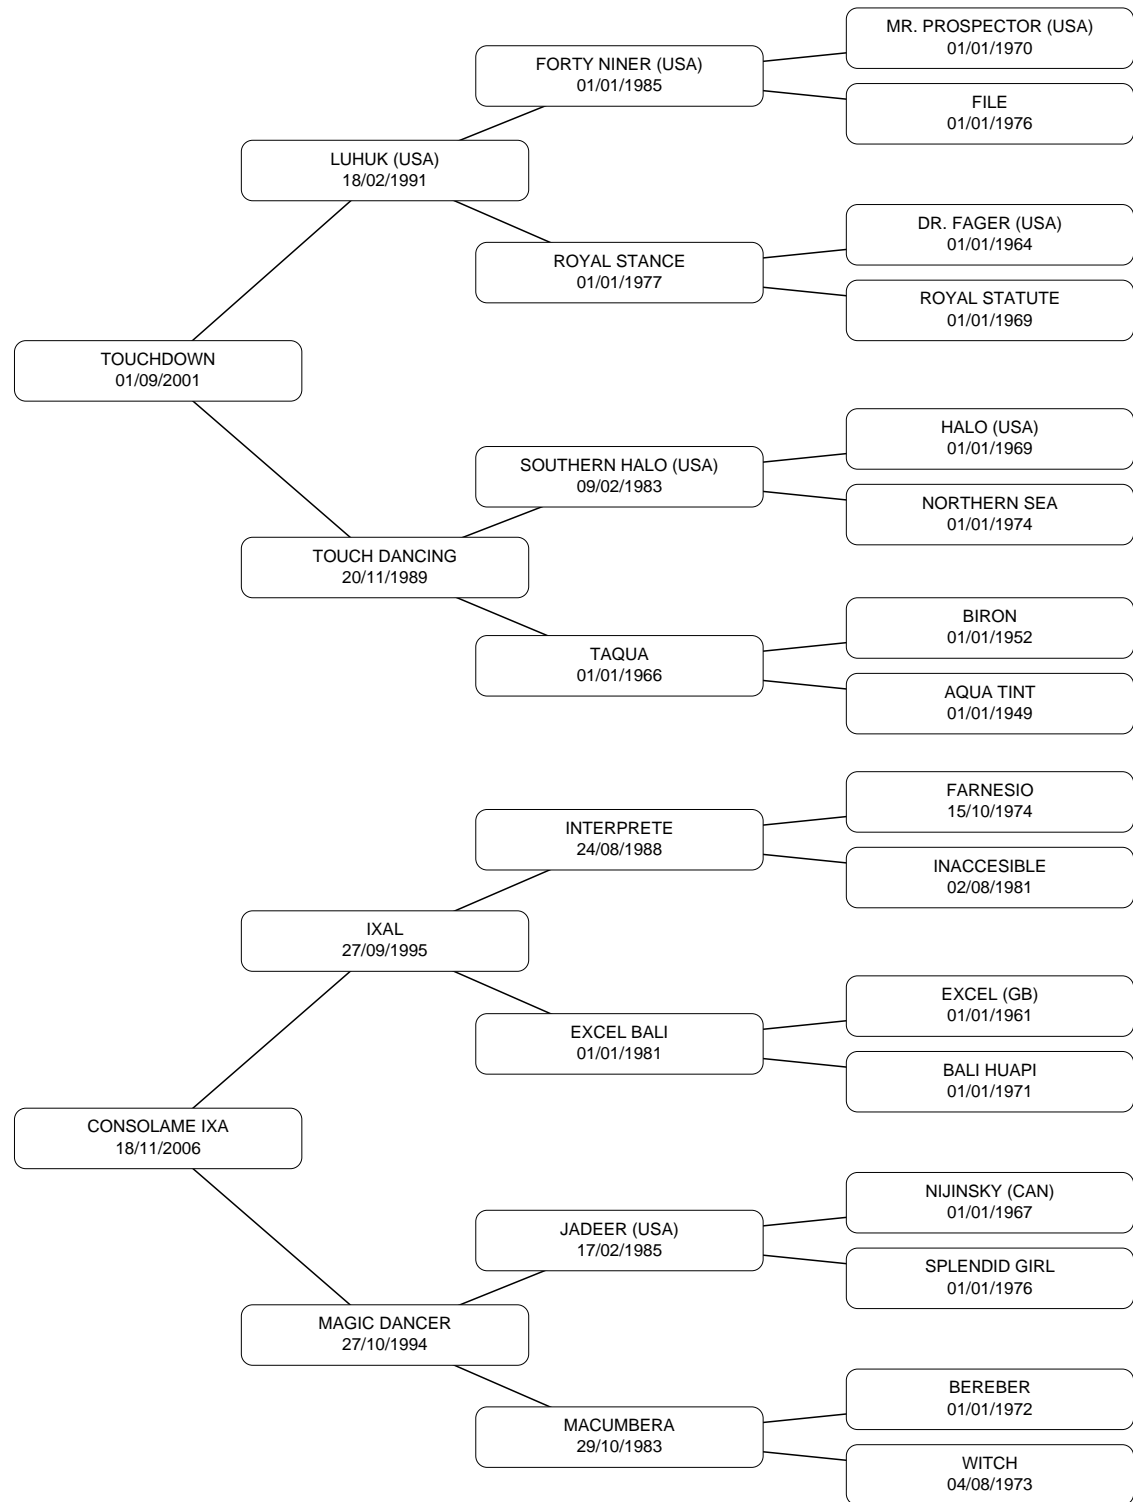 MR. PROSPECTOR (USA)
01/01/1970
FORTY NINER (USA)
01/01/1985
FILE
01/01/1976
LUHUK (USA)
18/02/1991
DR. FAGER (USA)
01/01/1964
ROYAL STANCE
01/01/1977
ROYAL STATUTE
01/01/1969
TOUCHDOWN
01/09/2001
HALO (USA)
01/01/1969
SOUTHERN HALO (USA)
09/02/1983
NORTHERN SEA
01/01/1974
TOUCH DANCING
20/11/1989
BIRON
01/01/1952
TAQUA
01/01/1966
AQUA TINT
01/01/1949
FARNESIO
15/10/1974
INTERPRETE
24/08/1988
INACCESIBLE
02/08/1981
IXAL
27/09/1995
EXCEL (GB)
01/01/1961
EXCEL BALI
01/01/1981
BALI HUAPI
01/01/1971
CONSOLAME IXA
18/11/2006
NIJINSKY (CAN)
01/01/1967
JADEER (USA)
17/02/1985
SPLENDID GIRL
01/01/1976
MAGIC DANCER
27/10/1994
BEREBER
01/01/1972
MACUMBERA
29/10/1983
WITCH
04/08/1973